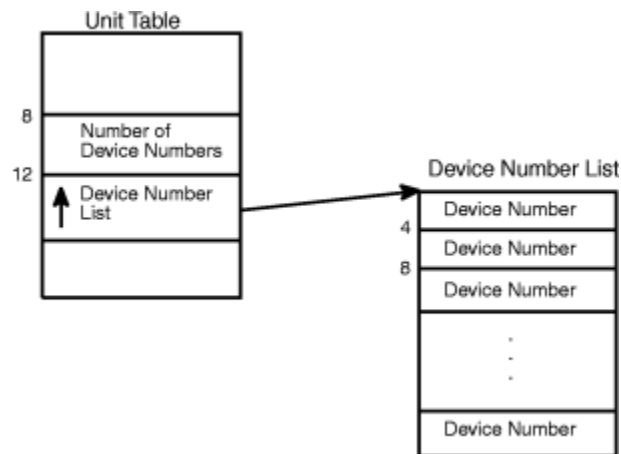 Unit Table
8
Number of
Device Numbers
12
Device Number
List
Device Number List
Device Number
4
Device Number
8
Device Number
.
.
.
Device Number